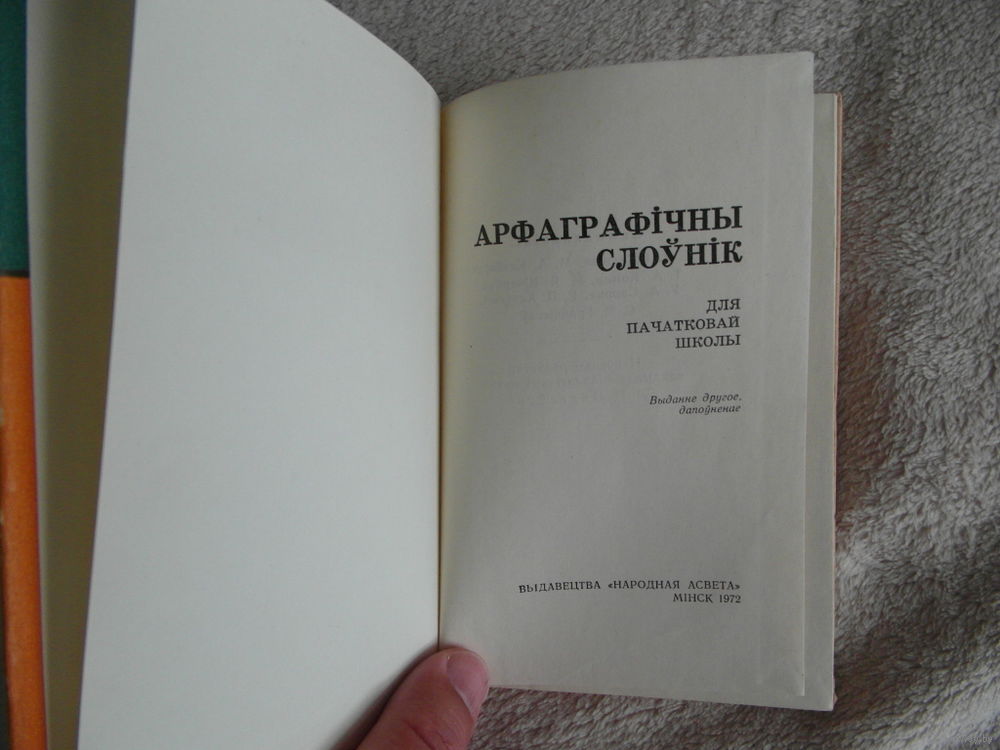 АРФАГРАФІЧНЫ
СЛОЎНІК
ДЛЯ
ПАЧАТКОВАЙ
ШКОЛЫ
Выданне другое,
дапоўненае
ВЫДАВЕЦТВА «НАРОДНАЯ АСВЕТА»
МІНСК 1972